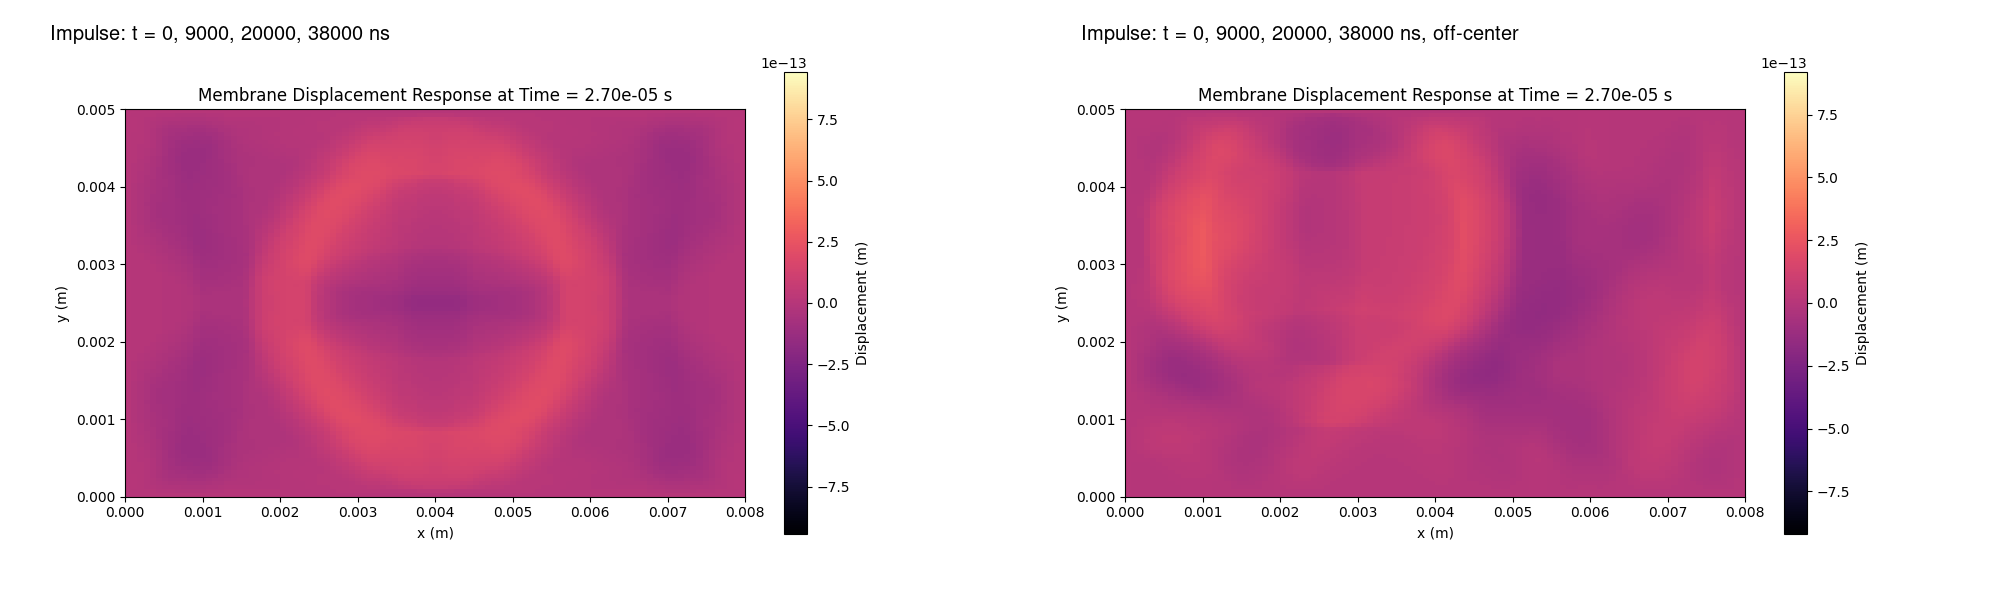 Impulse: t = 0, 9000, 20000, 38000 ns
1e−13
Membrane Displacement Response at Time = 2.70e-05 s
0.005
0.004
0.003
0.002
0.001
0.000
y (m)
0.000 0.001 0.002 0.003 0.004 0.005 0.006 0.007 0.008
x (m)
7.5
5.0
2.5
0.0
−2.5
−5.0
−7.5
Displacement (m)
Impulse: t = 0, 9000, 20000, 38000 ns, off-center
1e−13
Membrane Displacement Response at Time = 2.70e-05 s
0.005
0.004
0.003
0.002
0.001
0.000
y (m)
0.000 0.001 0.002 0.003 0.004 0.005 0.006 0.007 0.008
x (m)
7.5
5.0
2.5
0.0
−2.5
−5.0
−7.5
Displacement (m)